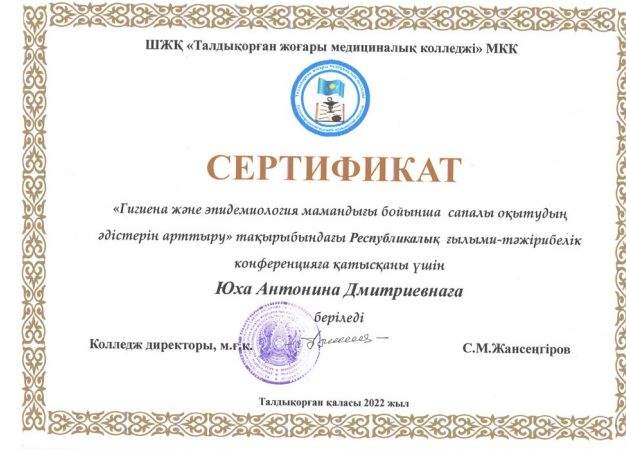 ШЖҚ «Талдықорған жоғары медициналық колледжі» МКК
СЕРТИФИКАТ
«Гигиена және эпидемиология мамандығы бойынша сапалы оқытудың
әдістерін арттыру» тақырыбындағы Республикалық ғылыми-тәжірибелік
конференцияға қатысқаны үшін
Юха Антонина Дмитриевнаға
беріледі
Колледж директоры, м.ғ.к.
С.М.Жансеңгіров
Талдықорған қаласы 2022 жыл